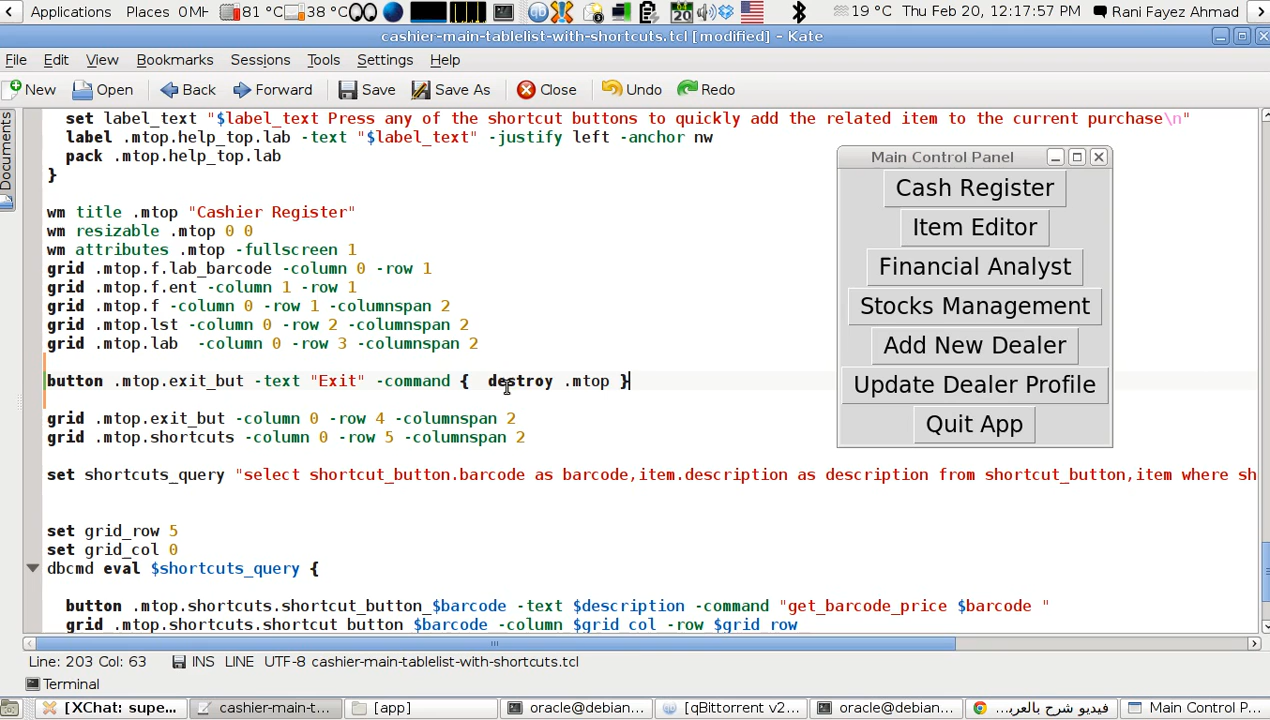 Applications Places 0 MH 81 °C 38 °C 20 19 °C Thu Feb 20, 12:17:57 PM Rani Fayez Ahmad
cashier-main-tablelist-with-shortcuts.tcl [modified] - Kate
File Edit View Bookmarks Sessions Tools Settings Help
New Open Back Forward Save Save As Close Undo Redo
Documents
set label_text "$label_text Press any of the shortcut buttons to quickly add the related item to the current purchase\n"
label .mtop.help_top.lab -text "$label_text" -justify left -anchor nw
pack .mtop.help_top.lab
}
wm title .mtop "Cashier Register"
wm resizable .mtop 0 0
wm attributes .mtop -fullscreen 1
grid .mtop.f.lab_barcode -column 0 -row 1
grid .mtop.f.ent -column 1 -row 1
grid .mtop.f -column 0 -row 1 -columnspan 2
grid .mtop.lst -column 0 -row 2 -columnspan 2
grid .mtop.lab -column 0 -row 3 -columnspan 2
button .mtop.exit_but -text "Exit" -command { destroy .mtop }
grid .mtop.exit_but -column 0 -row 4 -columnspan 2
grid .mtop.shortcuts -column 0 -row 5 -columnspan 2
set shortcuts_query "select shortcut_button.barcode as barcode,item.description as description from shortcut_button,item where sh
set grid_row 5
set grid_col 0
dbcmd eval $shortcuts_query {
button .mtop.shortcuts.shortcut_button_$barcode -text $description -command "get_barcode_price $barcode "
grid .mtop.shortcuts.shortcut_button_$barcode -column $grid_col -row $grid_row
Main Control Panel
Cash Register
Item Editor
Financial Analyst
Stocks Management
Add New Dealer
Update Dealer Profile
Quit App
Line: 203 Col: 63 INS LINE UTF-8 cashier-main-tablelist-with-shortcuts.tcl
Terminal
[XChat: supe... cashier-main-t... [app] oracle@debian... [qBittorrent v2... oracle@debian... فيديو شرح بالعر... Main Control P...